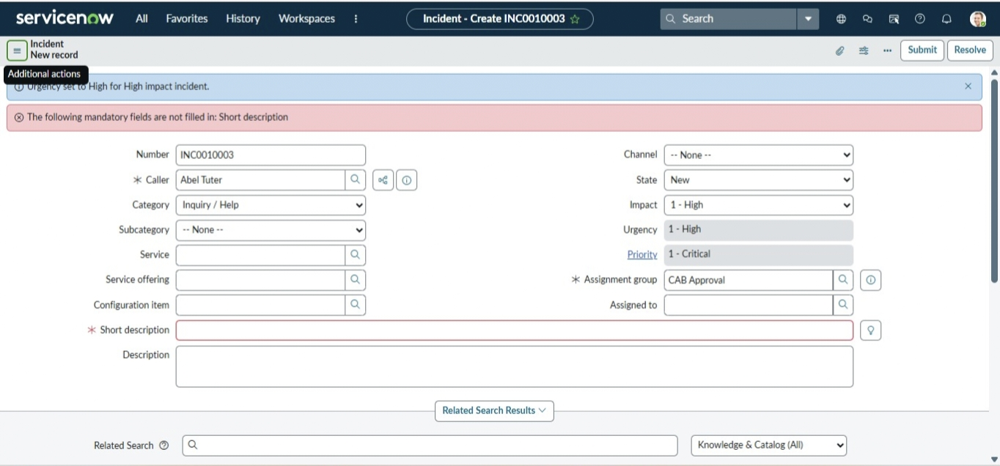 servicenow All Favorites History Workspaces Incident - Create INC0010003 Search
Incident
New record
Submit Resolve
Additional actions
Urgency set to High for High impact incident.
The following mandatory fields are not filled in: Short description
Number INC0010003 Channel -- None --
Caller Abel Tuter State New
Category Inquiry / Help Impact 1 - High
Subcategory -- None -- Urgency 1 - High
Service Priority 1 - Critical
Service offering Assignment group CAB Approval
Configuration item Assigned to
Short description
Description
Related Search Results
Related Search Knowledge & Catalog (All)